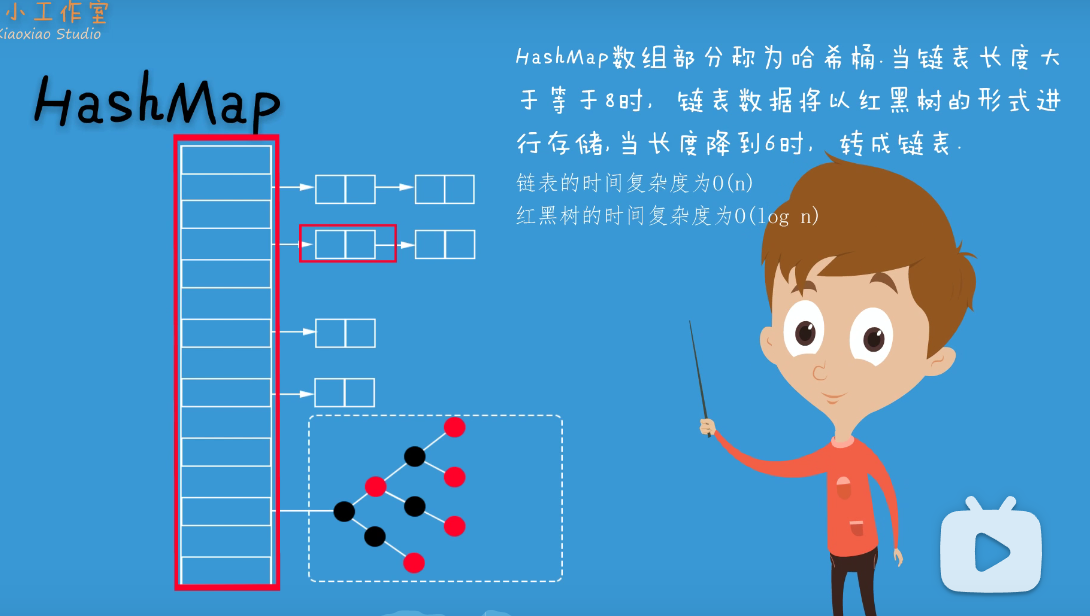 小工作室
Xiaoxiao Studio
HashMap
HashMap数组部分称为哈希桶.当链表长度大
于等于8时, 链表数据将以红黑树的形式进
行存储,当长度降到6时, 转成链表.
链表的时间复杂度为O(n)
红黑树的时间复杂度为O(log n)